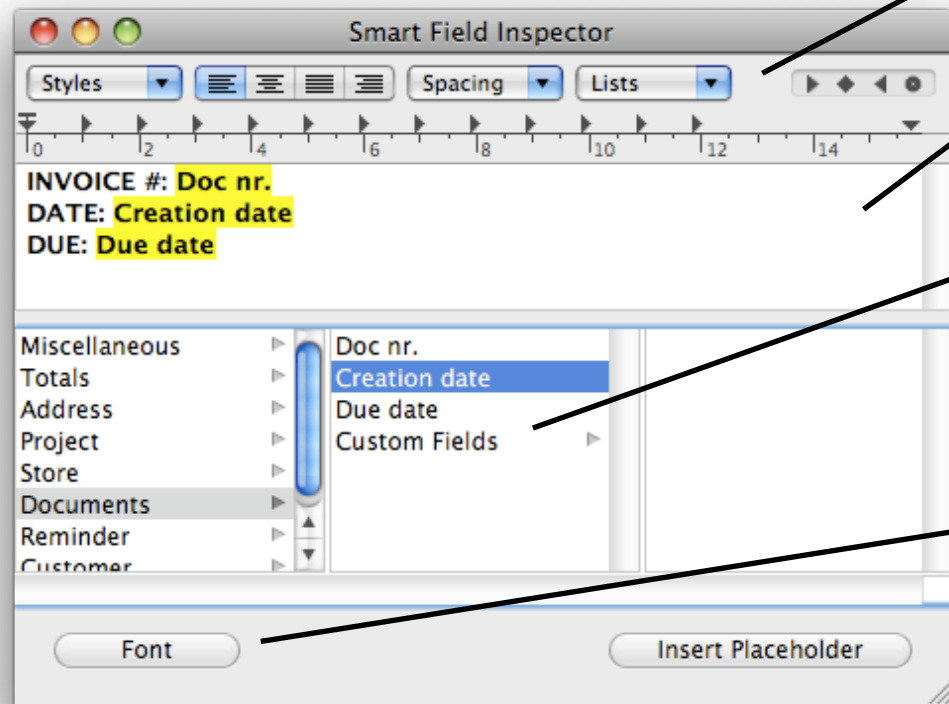 Smart Field Inspector
Styles Spacing Lists
0 2 4 6 8 10 12 14
INVOICE #: Doc nr.
DATE: Creation date
DUE: Due date
Miscellaneous Doc nr.
Totals Creation date
Address Due date
Project Custom Fields
Store
Documents
Reminder
Customer
Font Insert Placeholder